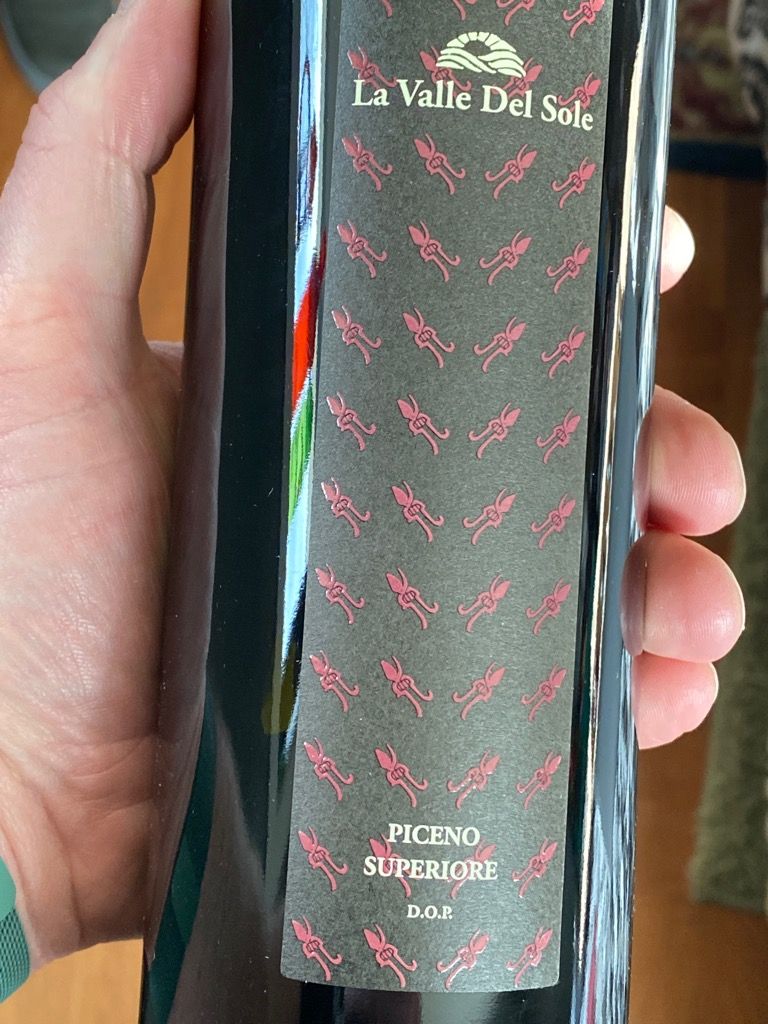 La Valle Del Sole
PICENO
SUPERIORE
D.O.P.